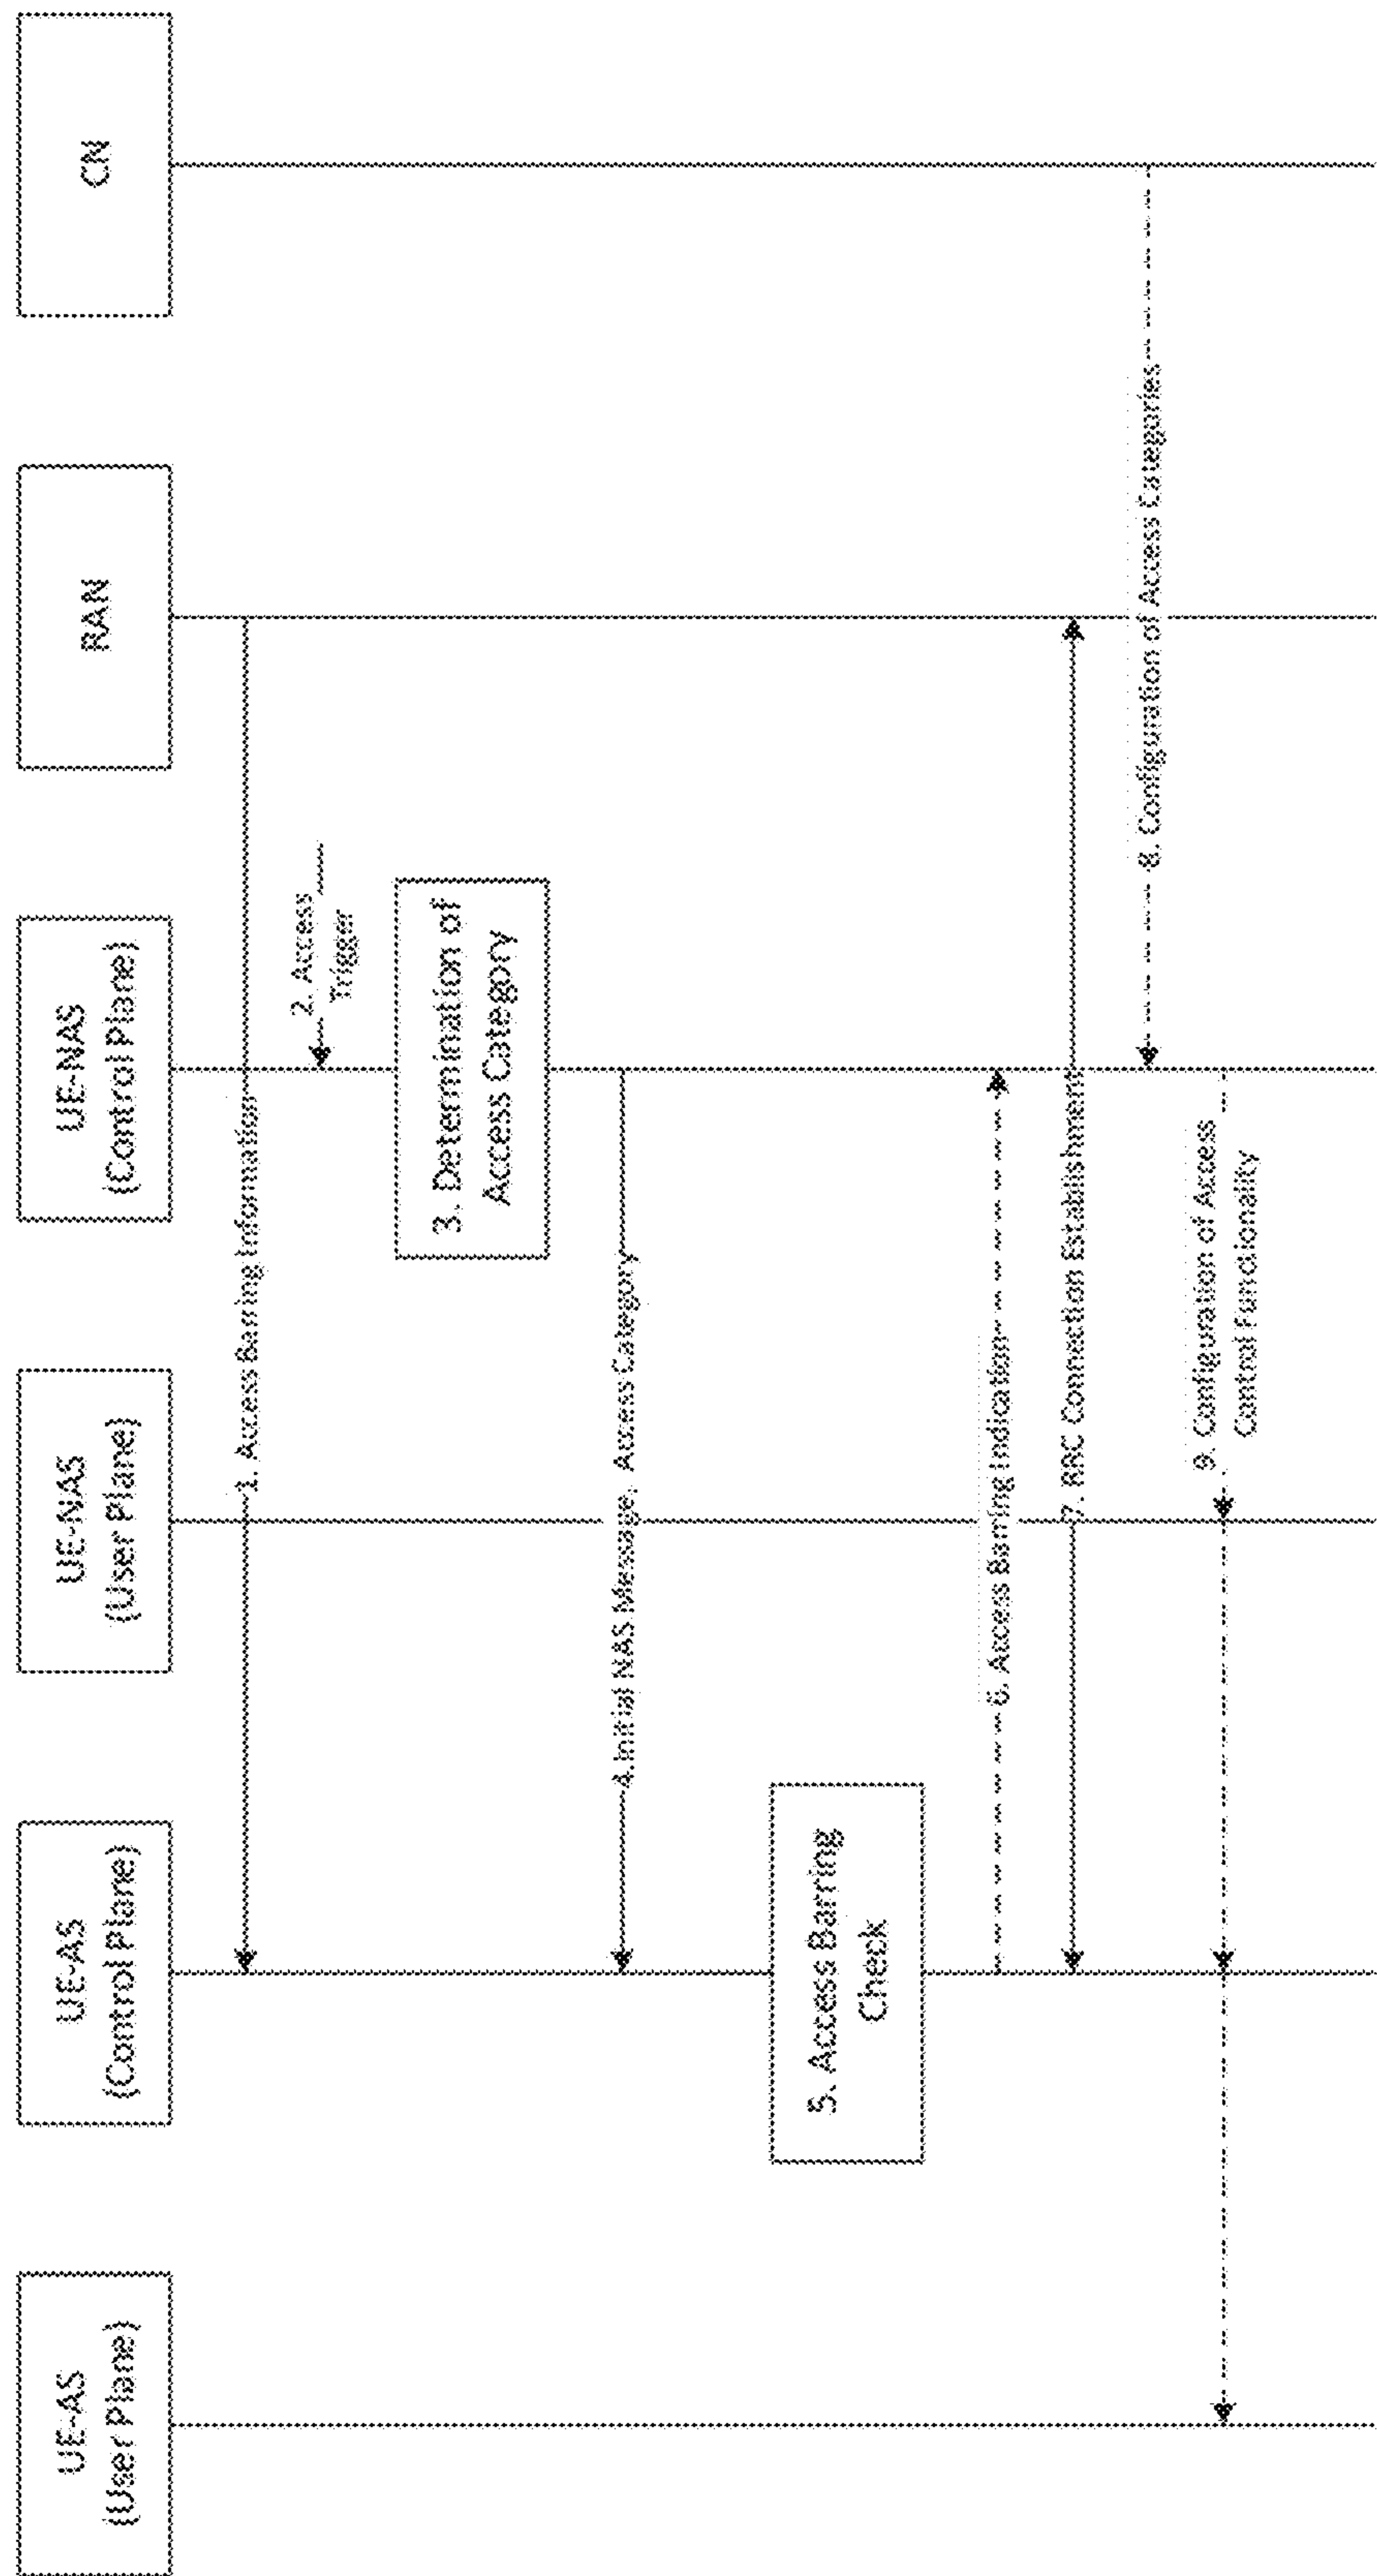 UE-AS
(User Plane)
UE-AS
(Control Plane)
UE-NAS
(User Plane)
UE-NAS
(Control Plane)
RAN
CN
1. Access Barring Information
2. Access
Trigger
3. Determination of
Access Category
4. Initial NAS Message, Access Category
5. Access Barring
Check
6. Access Barring Indication
7. RRC Connection Establishment
8. Configuration of Access Categories
9. Configuration of Access
Control Functionality